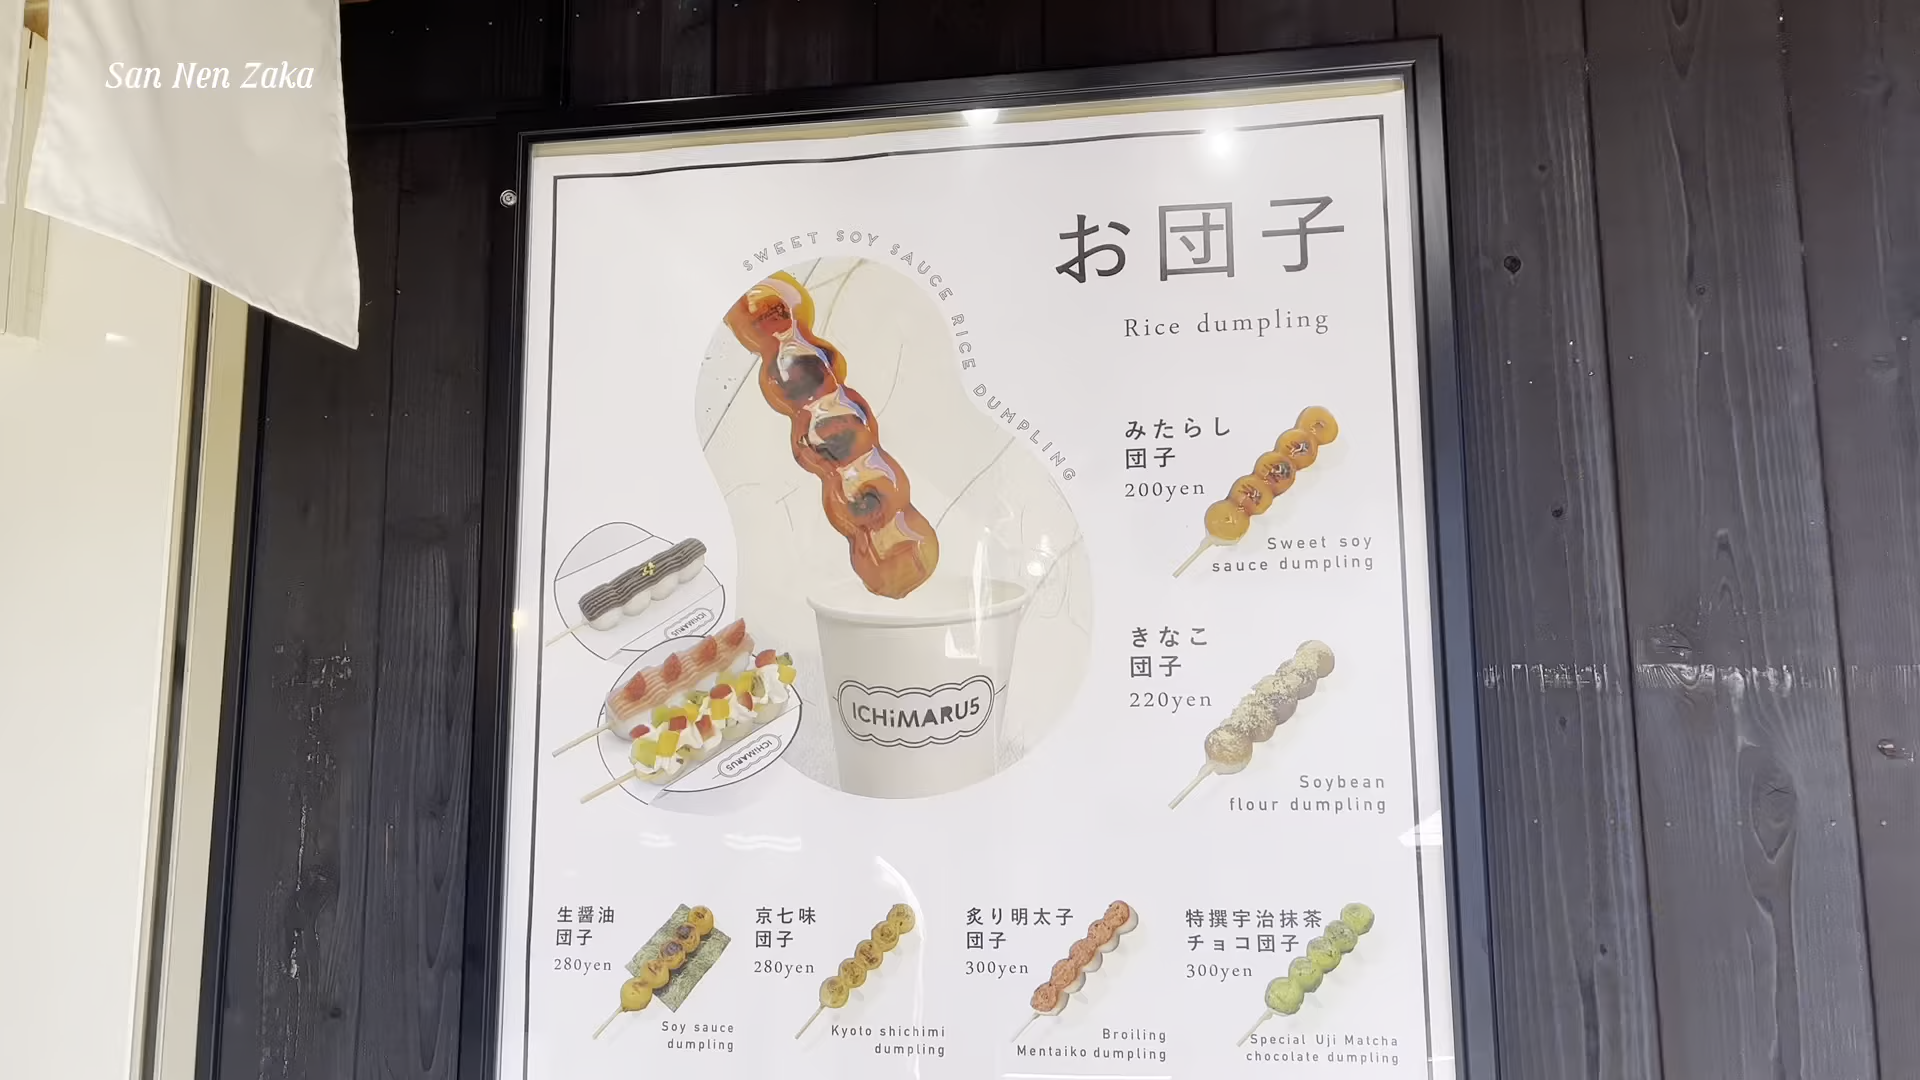 San Nen Zaka
お団子
Rice dumpling
SWEET SOY SAUCE RICE DUMPLING
みたらし
団子
200yen
Sweet soy
sauce dumpling
きなこ
団子
220yen
Soybean
flour dumpling
ICHiMARU5
ICHiMARU5
ICHiMARU5
生醤油
団子
280yen
Soy sauce
dumpling
京七味
団子
280yen
Kyoto shichimi
dumpling
炙り明太子
団子
300yen
Broiling
Mentaiko dumpling
特撰宇治抹茶
チョコ団子
300yen
Special Uji Matcha
chocolate dumpling